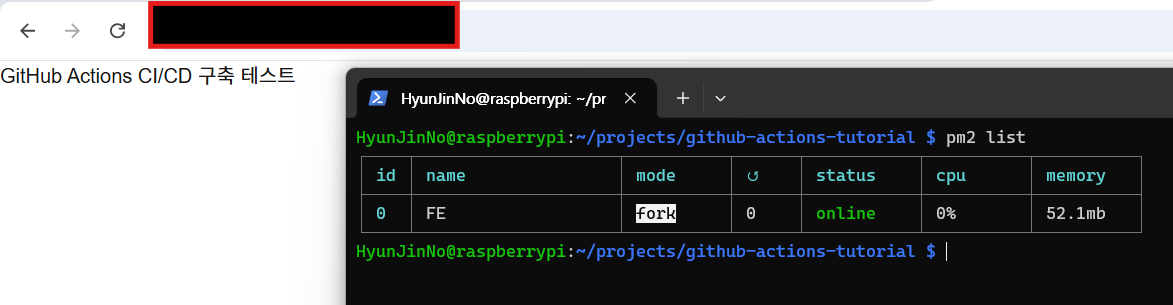 GitHub Actions CI/CD 구축 테스트
HyunJinNo@raspberrypi: ~/pr
HyunJinNo@raspberrypi:~/projects/github-actions-tutorial $ pm2 list
id name mode ↺ status cpu memory
0 FE fork 0 online 0% 52.1mb
HyunJinNo@raspberrypi:~/projects/github-actions-tutorial $